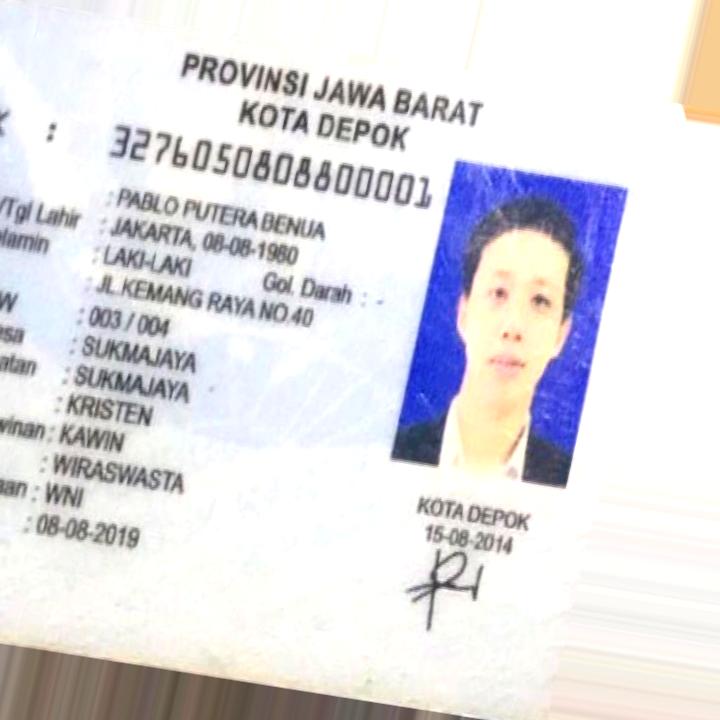 PROVINSI JAWA BARAT
KOTA DEPOK
: 3276050808800001
/Tgl Lahir : PABLO PUTERA BENUA
: JAKARTA, 08-08-1980
elamin : LAKI-LAKI Gol. Darah : -
: JL KEMANG RAYA NO.40
W : 003 / 004
esa : SUKMAJAYA
atan : SUKMAJAYA
: KRISTEN
winan : KAWIN
: WIRASWASTA
aan : WNI
: 08-08-2019
KOTA DEPOK
15-08-2014